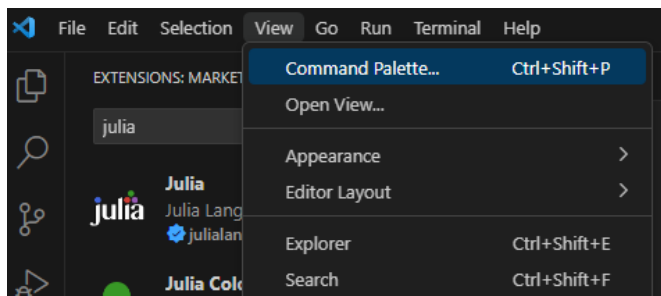 File Edit Selection View Go Run Terminal Help
EXTENSIONS: MARKET
julia
Julia
Julia Lang
julialan
julia
Julia Colo
Command Palette... Ctrl+Shift+P
Open View...
Appearance
Editor Layout
Explorer Ctrl+Shift+E
Search Ctrl+Shift+F